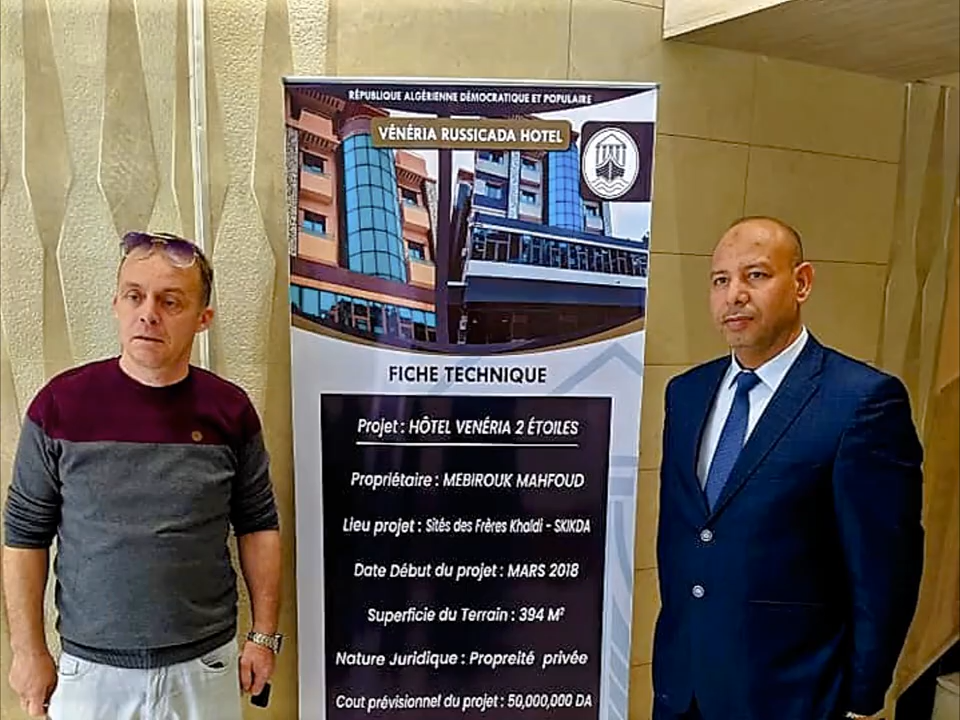 RÉPUBLIQUE ALGÉRIENNE DÉMOCRATIQUE ET POPULAIRE
VÉNÉRIA RUSSICADA HOTEL
FICHE TECHNIQUE
Projet : HÔTEL VENÉRIA 2 ÉTOILES
Propriétaire : MEBIROUK MAHFOUD
Lieu projet : Sités des Frères Khaldi - SKIKDA
Date Début du projet : MARS 2018
Superficie du Terrain : 394 M²
Nature Juridique : Propreité privée
Cout prévisionnel du projet : 50,000,000 DA